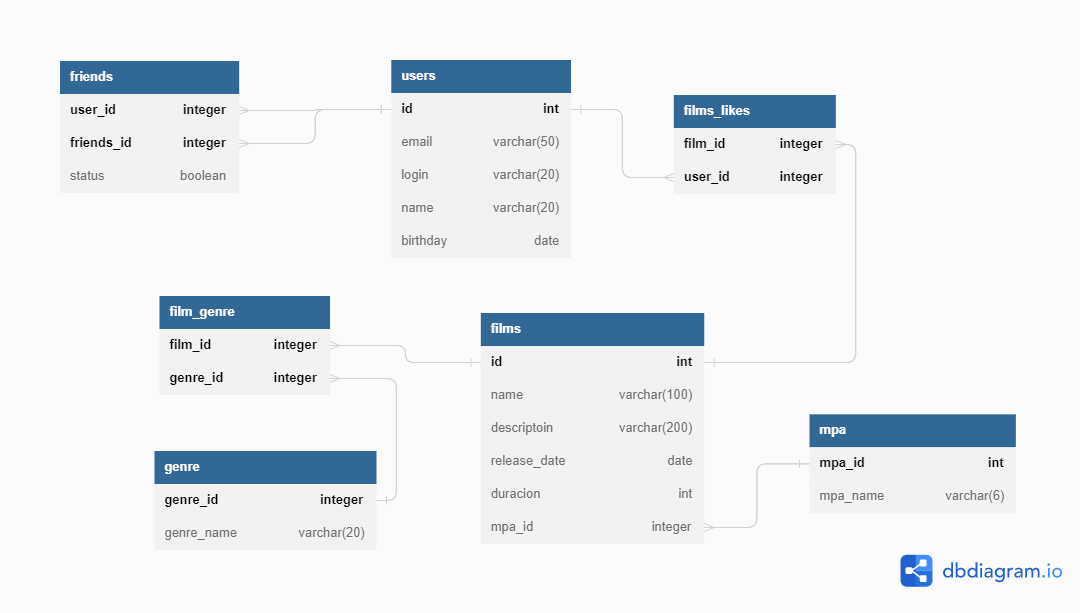 friends
user_id integer
friends_id integer
status boolean
users
id int
email varchar(50)
login varchar(20)
name varchar(20)
birthday date
films_likes
film_id integer
user_id integer
film_genre
film_id integer
genre_id integer
films
id int
name varchar(100)
descriptoin varchar(200)
release_date date
duracion int
mpa_id integer
genre
genre_id integer
genre_name varchar(20)
mpa
mpa_id int
mpa_name varchar(6)
dbdiagram.io